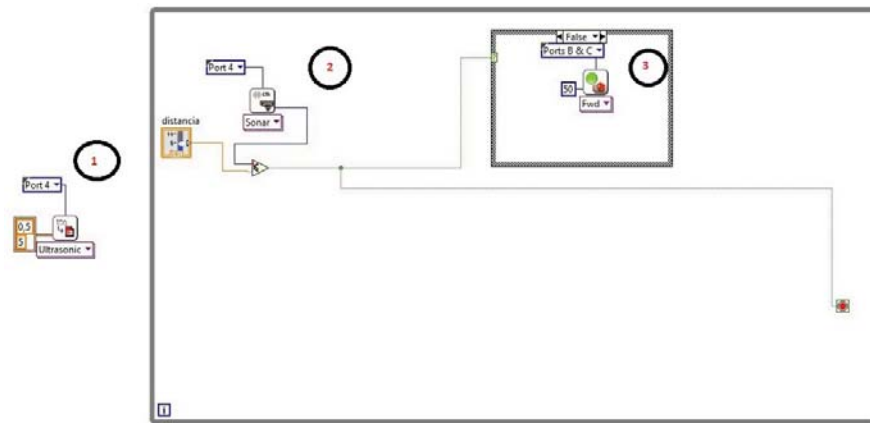 1
Port 4
0,5
5
Ultrasonic
2
Port 4
Sonar
distancia
False
Ports B & C
3
50
Fwd
i